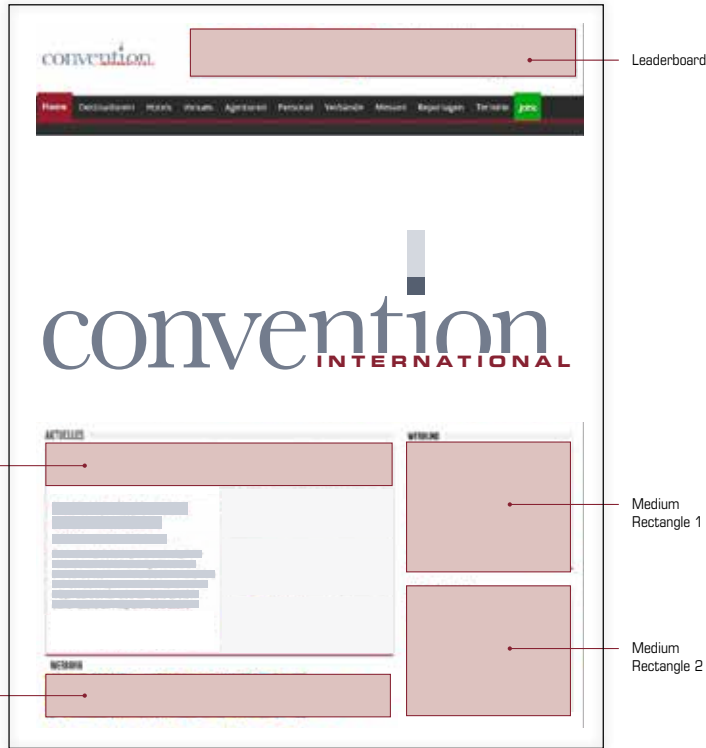 convention
Leaderboard
Home Destinationen Hotels Venues Agenturen Personal Verbände Messen Reportagen Termine Jobs
convention
INTERNATIONAL
AKTUELLES
WERBUNG
Medium
Rectangle 1
Medium
Rectangle 2
WERBUNG